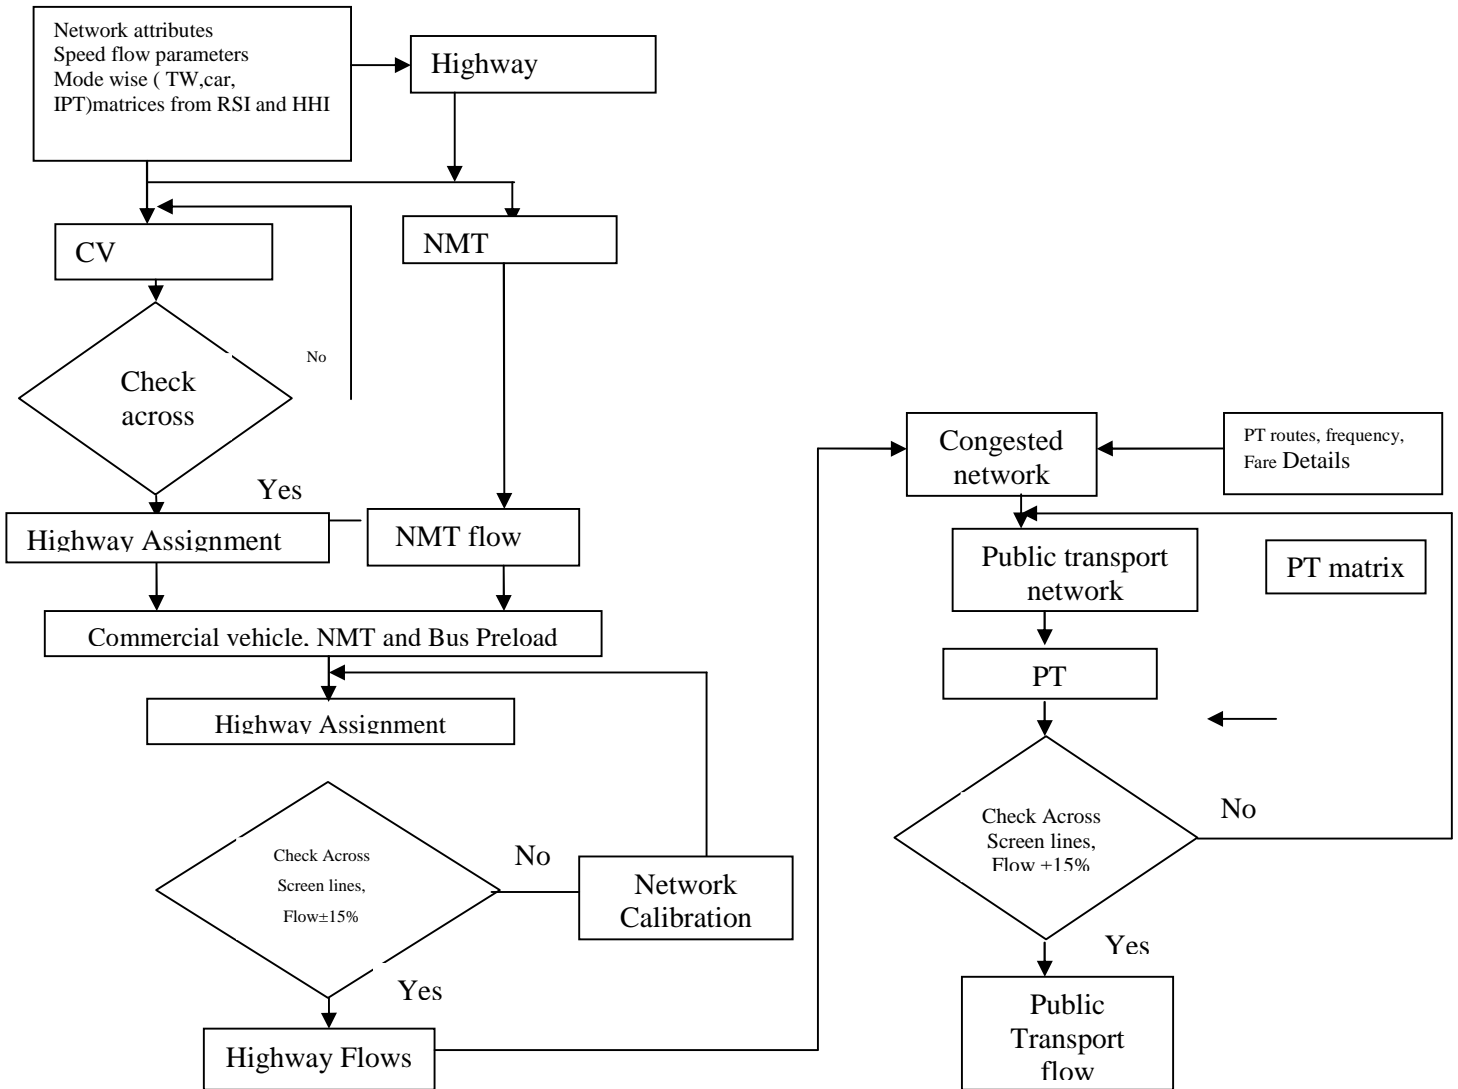 Network attributes
Speed flow parameters
Mode wise ( TW,car,
IPT)matrices from RSI and HHI
Highway
CV
NMT
No
Check
across
Yes
Highway Assignment
NMT flow
Commercial vehicle. NMT and Bus Preload
Highway Assignment
Check Across
Screen lines,
Flow±15%
No
Network
Calibration
Yes
Highway Flows
Congested
network
PT routes, frequency,
Fare Details
Public transport
network
PT matrix
PT
Check Across
Screen lines,
Flow +15%
No
Yes
Public
Transport
flow